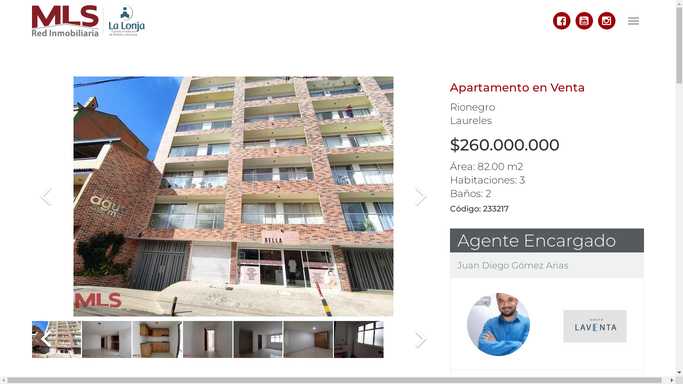 MLS
Red Inmobiliaria
La Lonja
Apartamento en Venta
Rionegro
Laureles
$260.000.000
Área: 82.00 m2
Habitaciones: 3
Baños: 2
Código: 233217
BELLA
MLS
Agente Encargado
Juan Diego Gómez Arias
LAVENTA